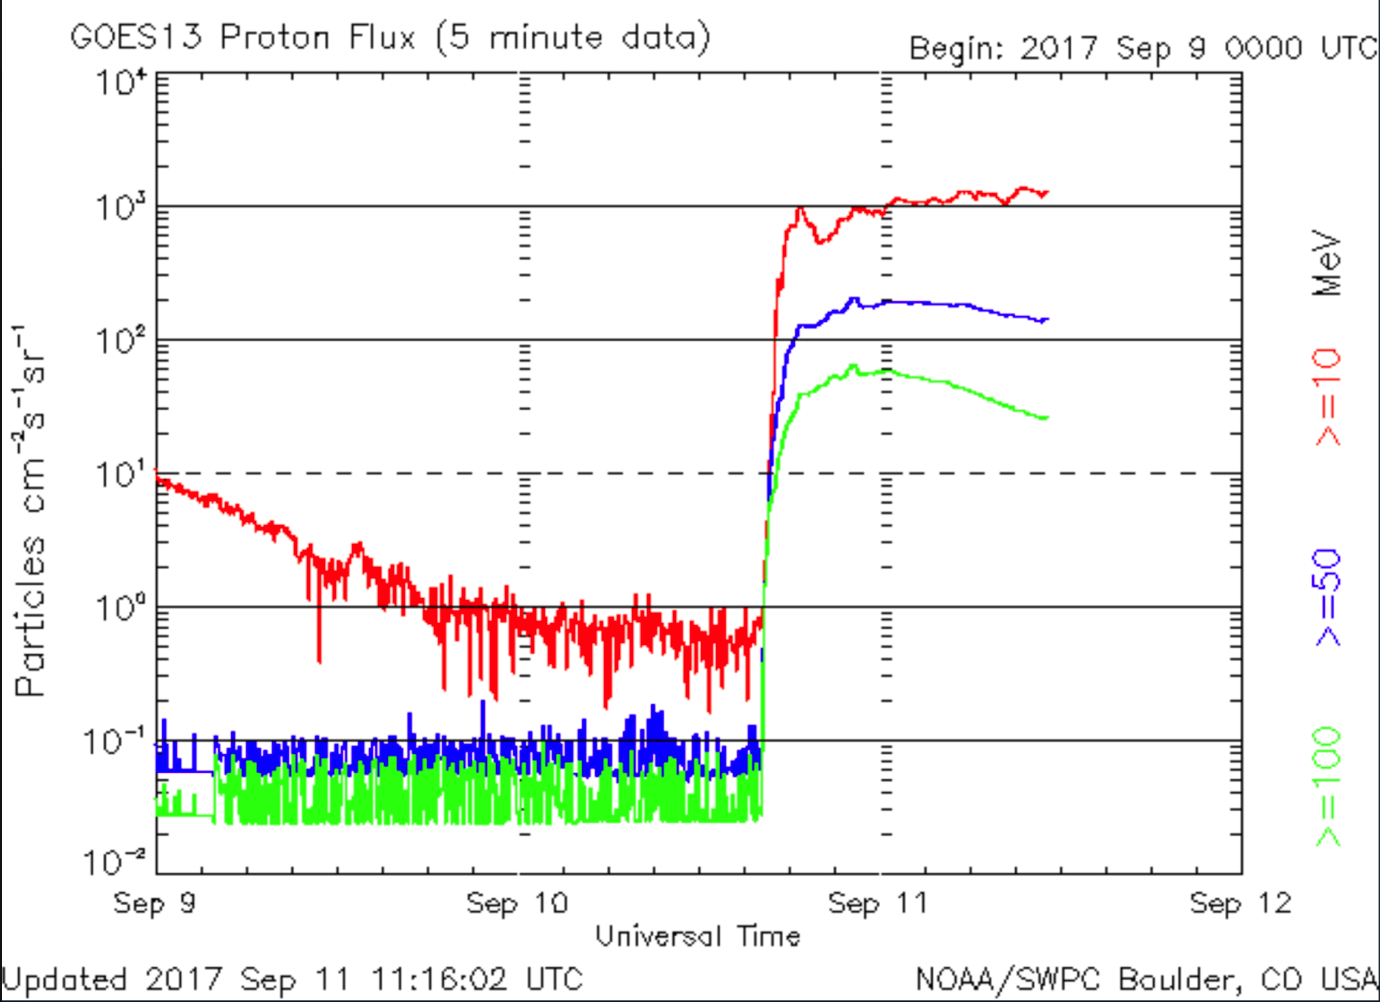 GOES13 Proton Flux (5 minute data)
Begin: 2017 Sep 9 0000 UTC
10⁴
10³
10²
10¹
10⁰
10⁻¹
10⁻²
Particles cm⁻²s⁻¹sr⁻¹
MeV
>=10
>=50
>=100
Sep 9
Sep 10
Sep 11
Sep 12
Universal Time
Updated 2017 Sep 11 11:16:02 UTC
NOAA/SWPC Boulder, CO USA